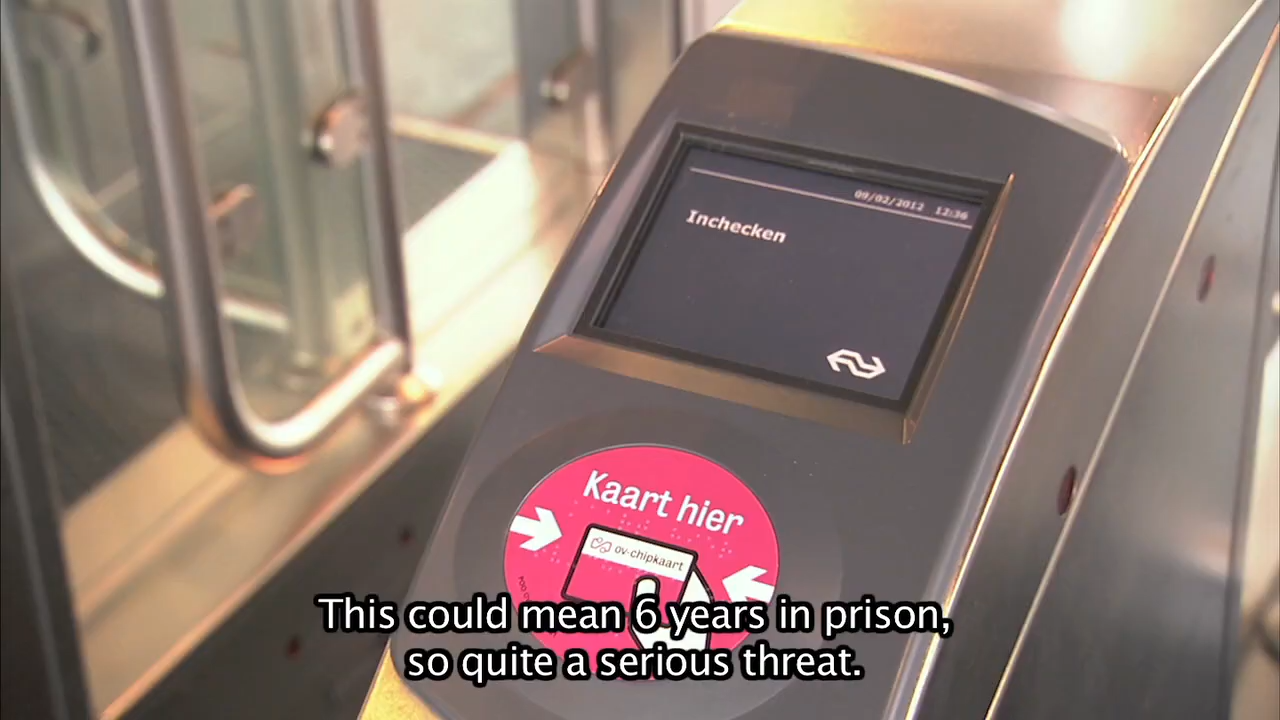 09/02/2012 12:36
Inchecken
Kaart hier
ov-chipkaart
This could mean 6 years in prison,
so quite a serious threat.